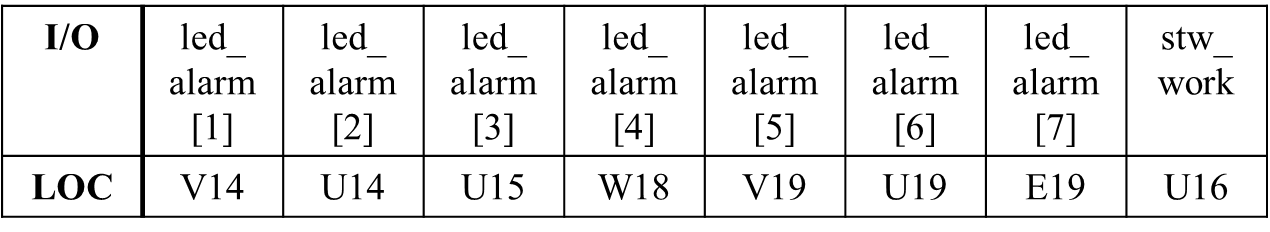 I/O led_ led_ led_ led_ led_ led_ led_ stw_
alarm alarm alarm alarm alarm alarm alarm work
[1] [2] [3] [4] [5] [6] [7]
LOC V14 U14 U15 W18 V19 U19 E19 U16